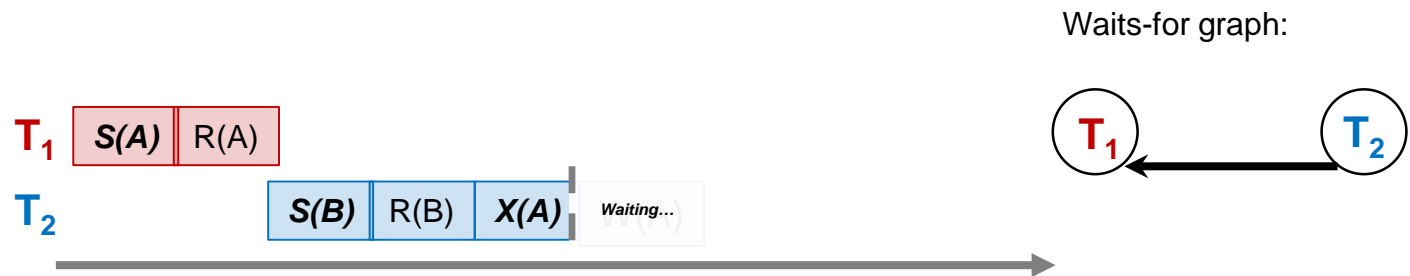 Waits-for graph:
T1 S(A) R(A)
T2 S(B) R(B) X(A) Waiting... W(A)
T1 T2